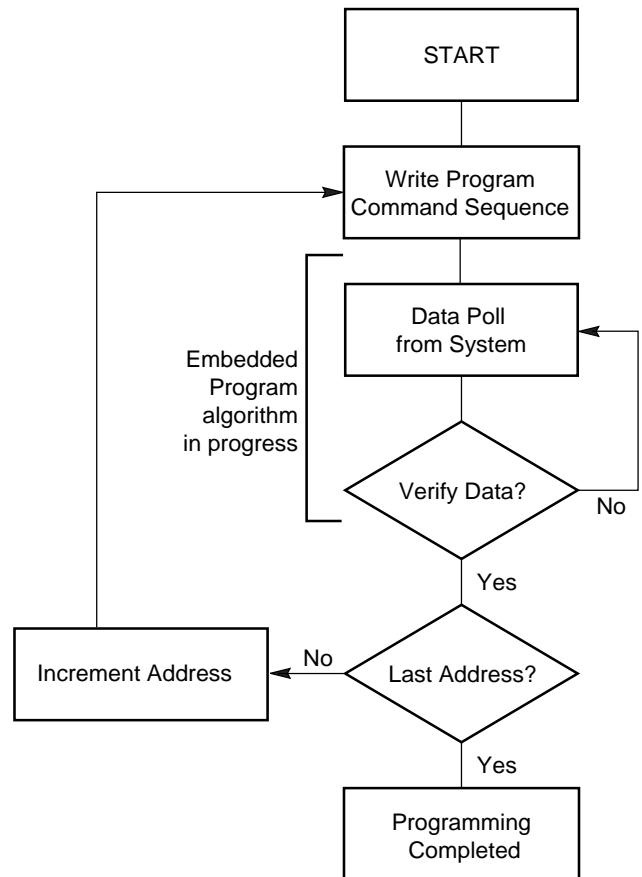 START
Write Program
Command Sequence
Data Poll
from System
Embedded
Program
algorithm
in progress
Verify Data?
No
Yes
Increment Address
No
Last Address?
Yes
Programming
Completed